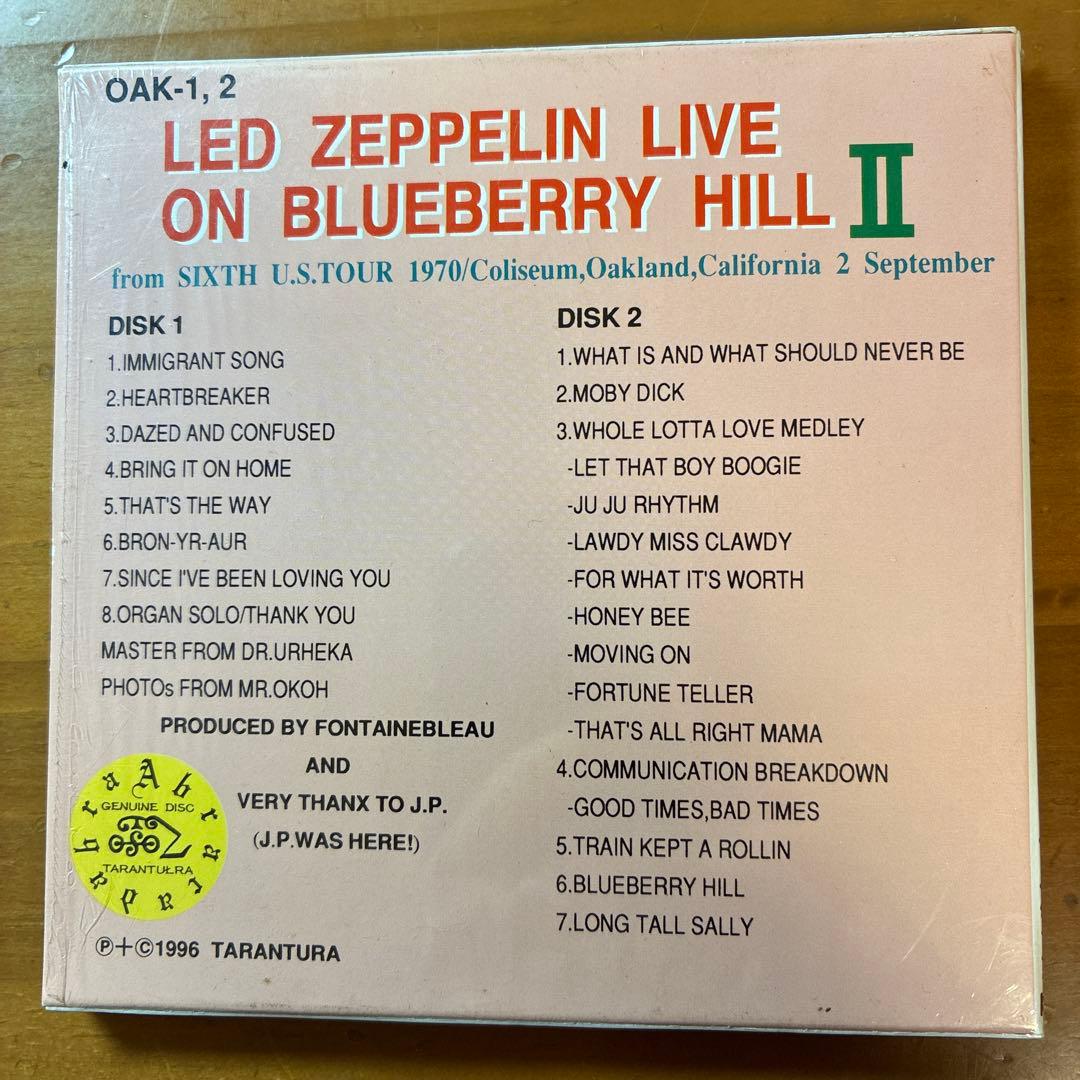 OAK-1, 2
LED ZEPPELIN LIVE
ON BLUEBERRY HILL II
from SIXTH U.S.TOUR 1970/Coliseum,Oakland,California 2 September
DISK 1
1.IMMIGRANT SONG
2.HEARTBREAKER
3.DAZED AND CONFUSED
4.BRING IT ON HOME
5.THAT'S THE WAY
6.BRON-YR-AUR
7.SINCE I'VE BEEN LOVING YOU
8.ORGAN SOLO/THANK YOU
MASTER FROM DR.URHEKA
PHOTOs FROM MR.OKOH
PRODUCED BY FONTAINEBLEAU
AND
VERY THANX TO J.P.
(J.P.WAS HERE!)
AbraradabraA
GENUINE DISC
TARANTUŁRA
℗+©1996 TARANTURA
DISK 2
1.WHAT IS AND WHAT SHOULD NEVER BE
2.MOBY DICK
3.WHOLE LOTTA LOVE MEDLEY
-LET THAT BOY BOOGIE
-JU JU RHYTHM
-LAWDY MISS CLAWDY
-FOR WHAT IT'S WORTH
-HONEY BEE
-MOVING ON
-FORTUNE TELLER
-THAT'S ALL RIGHT MAMA
4.COMMUNICATION BREAKDOWN
-GOOD TIMES,BAD TIMES
5.TRAIN KEPT A ROLLIN
6.BLUEBERRY HILL
7.LONG TALL SALLY